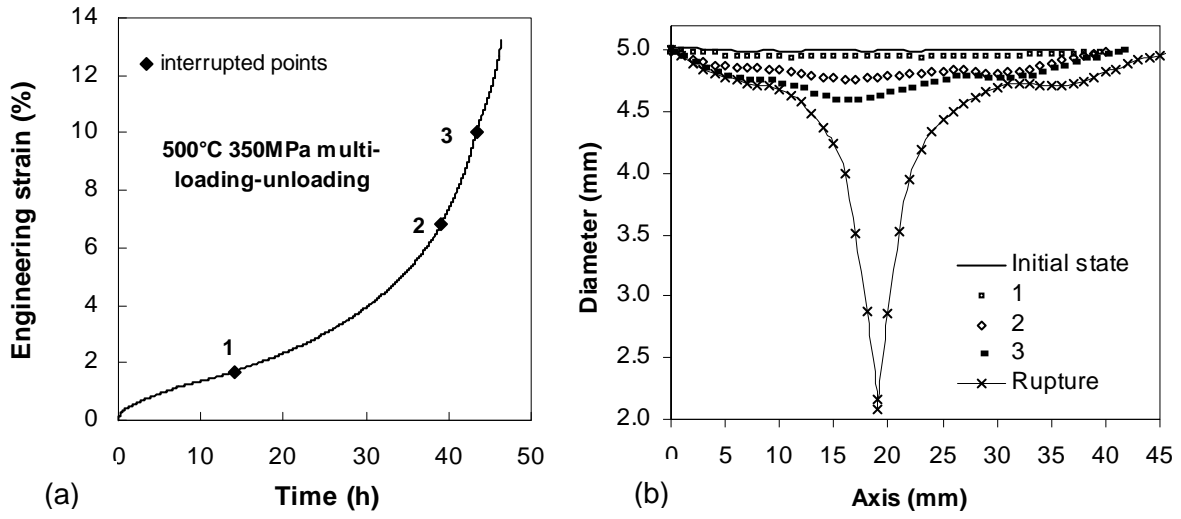 14
12
10
8
6
4
2
0
Engineering strain (%)
interrupted points
500°C 350MPa multi-
loading-unloading
1
2
3
0 10 20 30 40 50
Time (h)
(a)
5.0
4.5
4.0
3.5
3.0
2.5
2.0
Diameter (mm)
Initial state
1
2
3
Rupture
0 5 10 15 20 25 30 35 40 45
Axis (mm)
(b)